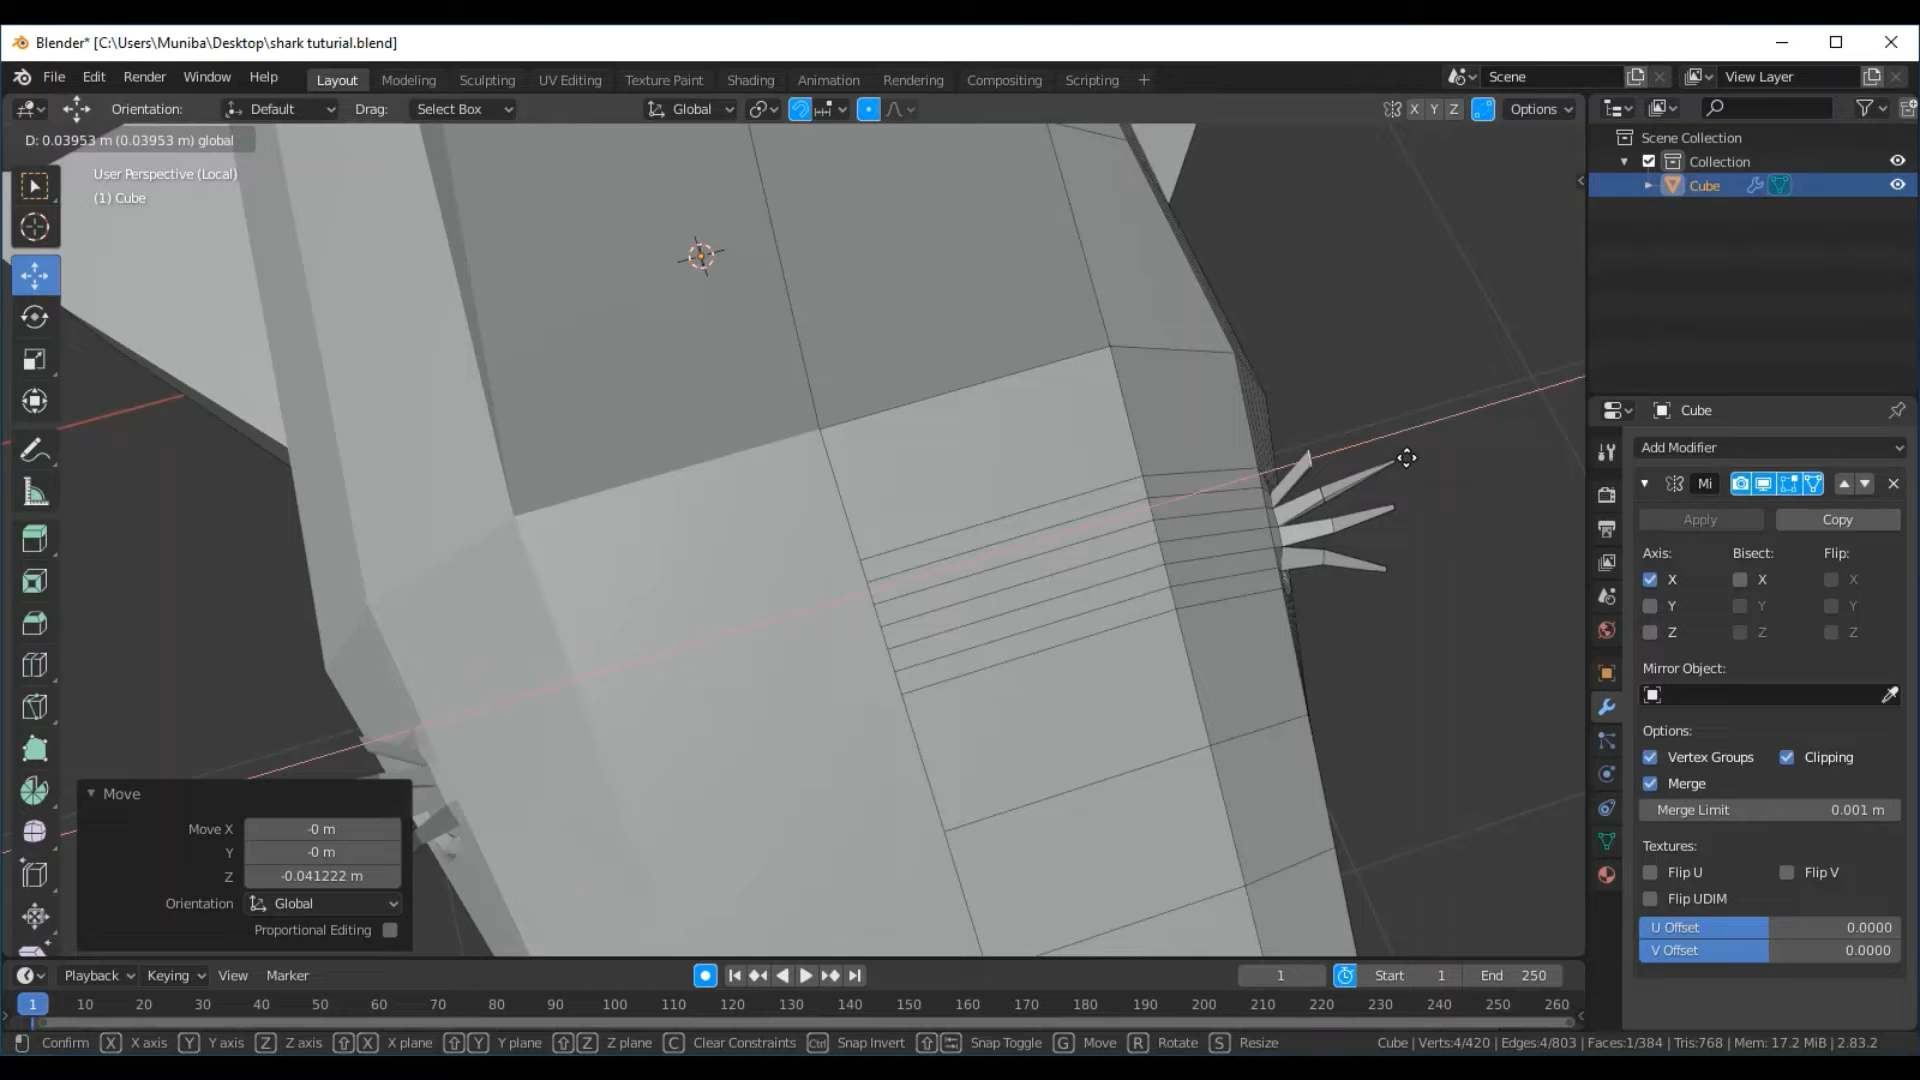 Blender* [C:\Users\Muniba\Desktop\shark tuturial.blend]
File Edit Render Window Help Layout Modeling Sculpting UV Editing Texture Paint Shading Animation Rendering Compositing Scripting + Scene View Layer
Orientation: Default Drag: Select Box Global X Y Z Options
D: 0.03953 m (0.03953 m) global
User Perspective (Local)
(1) Cube
Scene Collection
Collection
Cube
Cube
Add Modifier
Mi
Apply Copy
Axis: Bisect: Flip:
X X X
Y Y Y
Z Z Z
Mirror Object:
Options:
Vertex Groups Clipping
Merge
Merge Limit 0.001 m
Textures:
Flip U Flip V
Flip UDIM
U Offset 0.0000
V Offset 0.0000
Move
Move X -0 m
Y -0 m
Z -0.041222 m
Orientation Global
Proportional Editing
Playback Keying View Marker 1 Start 1 End 250
1 10 20 30 40 50 60 70 80 90 100 110 120 130 140 150 160 170 180 190 200 210 220 230 240 250 260
Confirm X X axis Y Y axis Z Z axis X X plane Y Y plane Z Z plane C Clear Constraints Ctrl Snap Invert Snap Toggle G Move R Rotate S Resize Cube | Verts:4/420 | Edges:4/803 | Faces:1/384 | Tris:768 | Mem: 17.2 MiB | 2.83.2